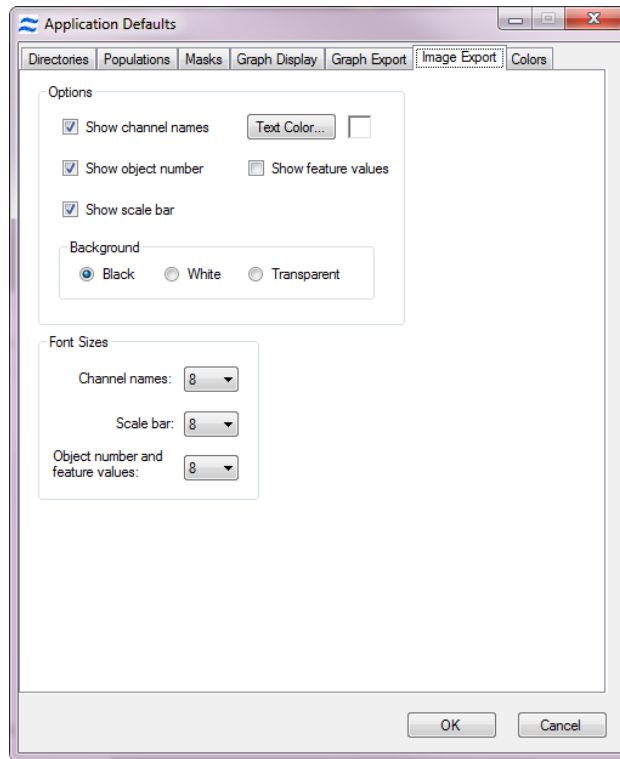 Application Defaults
Directories Populations Masks Graph Display Graph Export Image Export Colors
Options
Show channel names Text Color...
Show object number Show feature values
Show scale bar
Background
Black White Transparent
Font Sizes
Channel names: 8
Scale bar: 8
Object number and
feature values: 8
OK Cancel